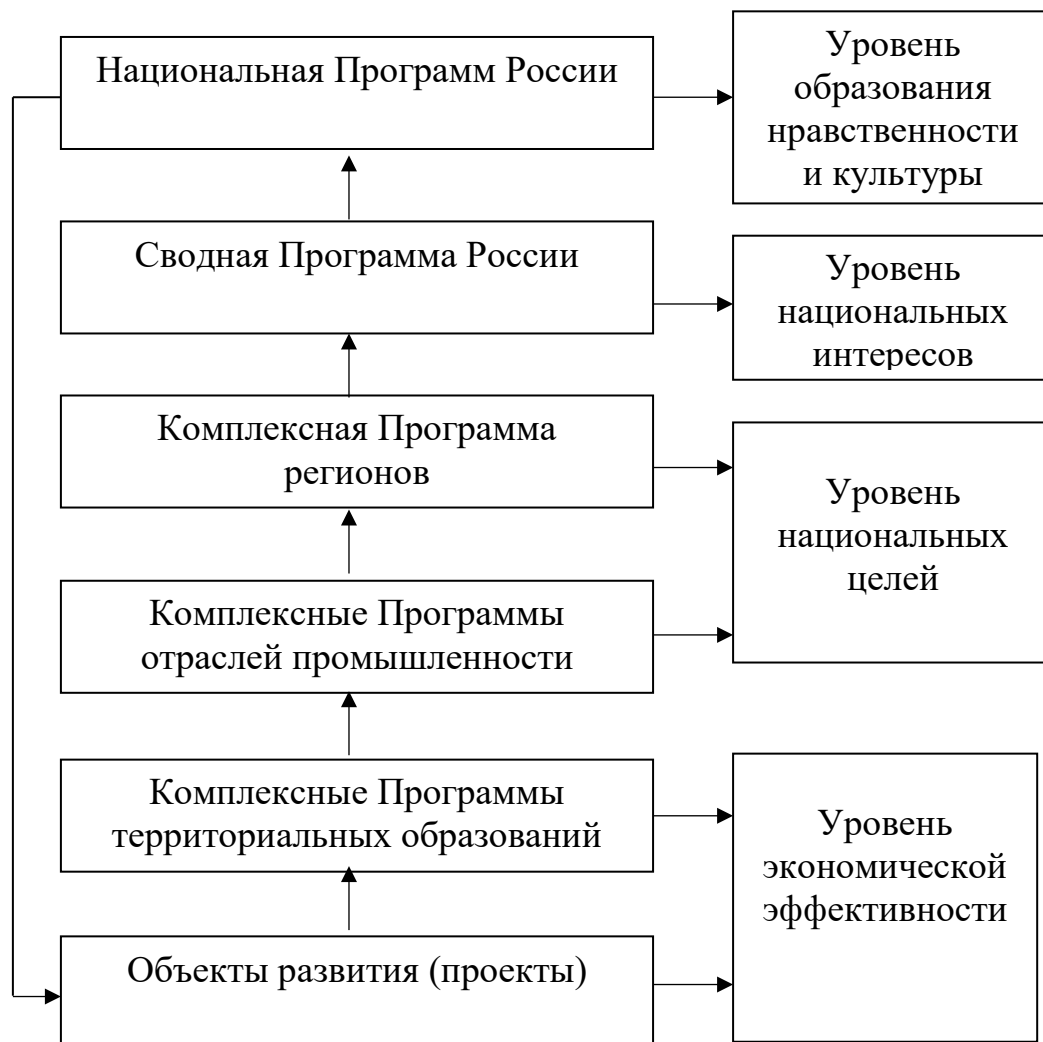 Национальная Программ России
Уровень
образования
нравственности
и культуры
Сводная Программа России
Уровень
национальных
интересов
Комплексная Программа
регионов
Уровень
национальных
целей
Комплексные Программы
отраслей промышленности
Комплексные Программы
территориальных образований
Уровень
экономической
эффективности
Объекты развития (проекты)